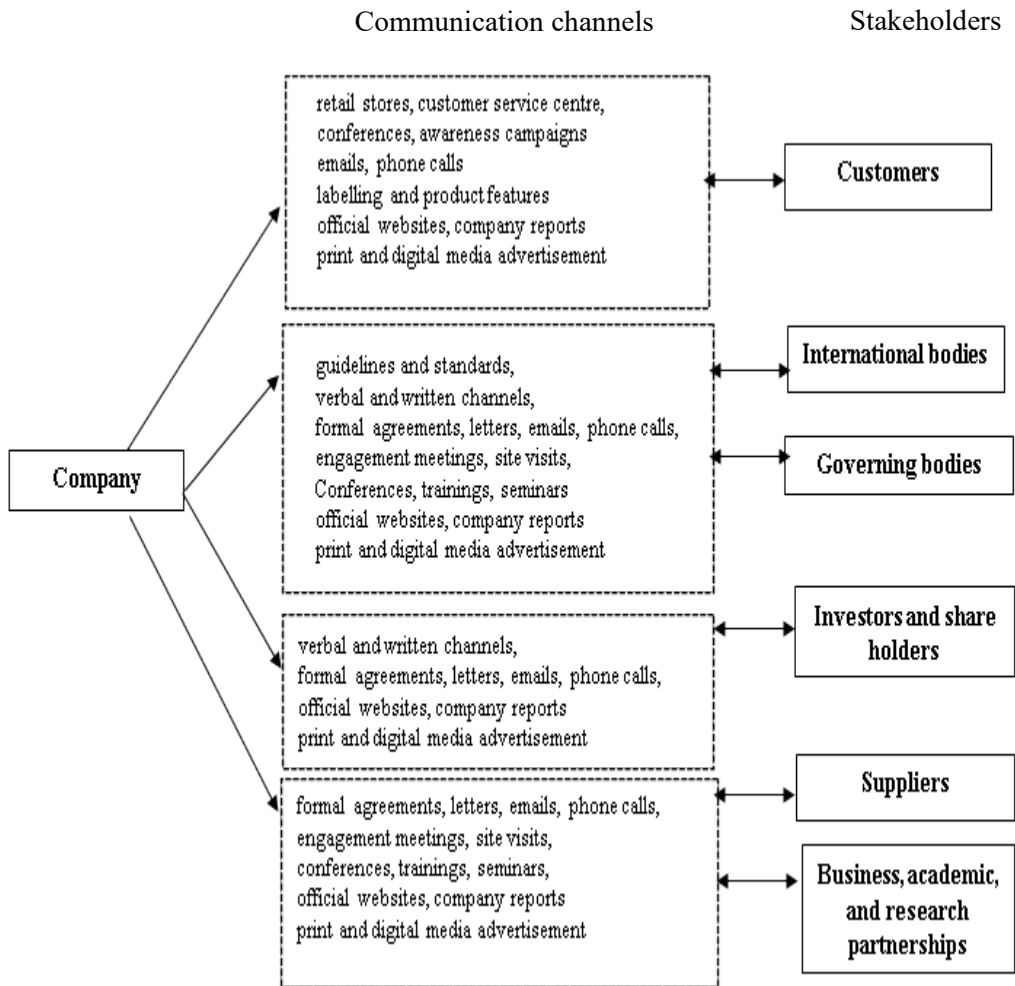 Communication channels
Stakeholders
retail stores, customer service centre,
conferences, awareness campaigns
emails, phone calls
labelling and product features
official websites, company reports
print and digital media advertisement
Customers
guidelines and standards,
verbal and written channels,
formal agreements, letters, emails, phone calls,
engagement meetings, site visits,
Conferences, trainings, seminars
official websites, company reports
print and digital media advertisement
International bodies
Governing bodies
Company
verbal and written channels,
formal agreements, letters, emails, phone calls,
official websites, company reports
print and digital media advertisement
Investors and share
holders
formal agreements, letters, emails, phone calls,
engagement meetings, site visits,
conferences, trainings, seminars,
official websites, company reports
print and digital media advertisement
Suppliers
Business, academic,
and research
partnerships